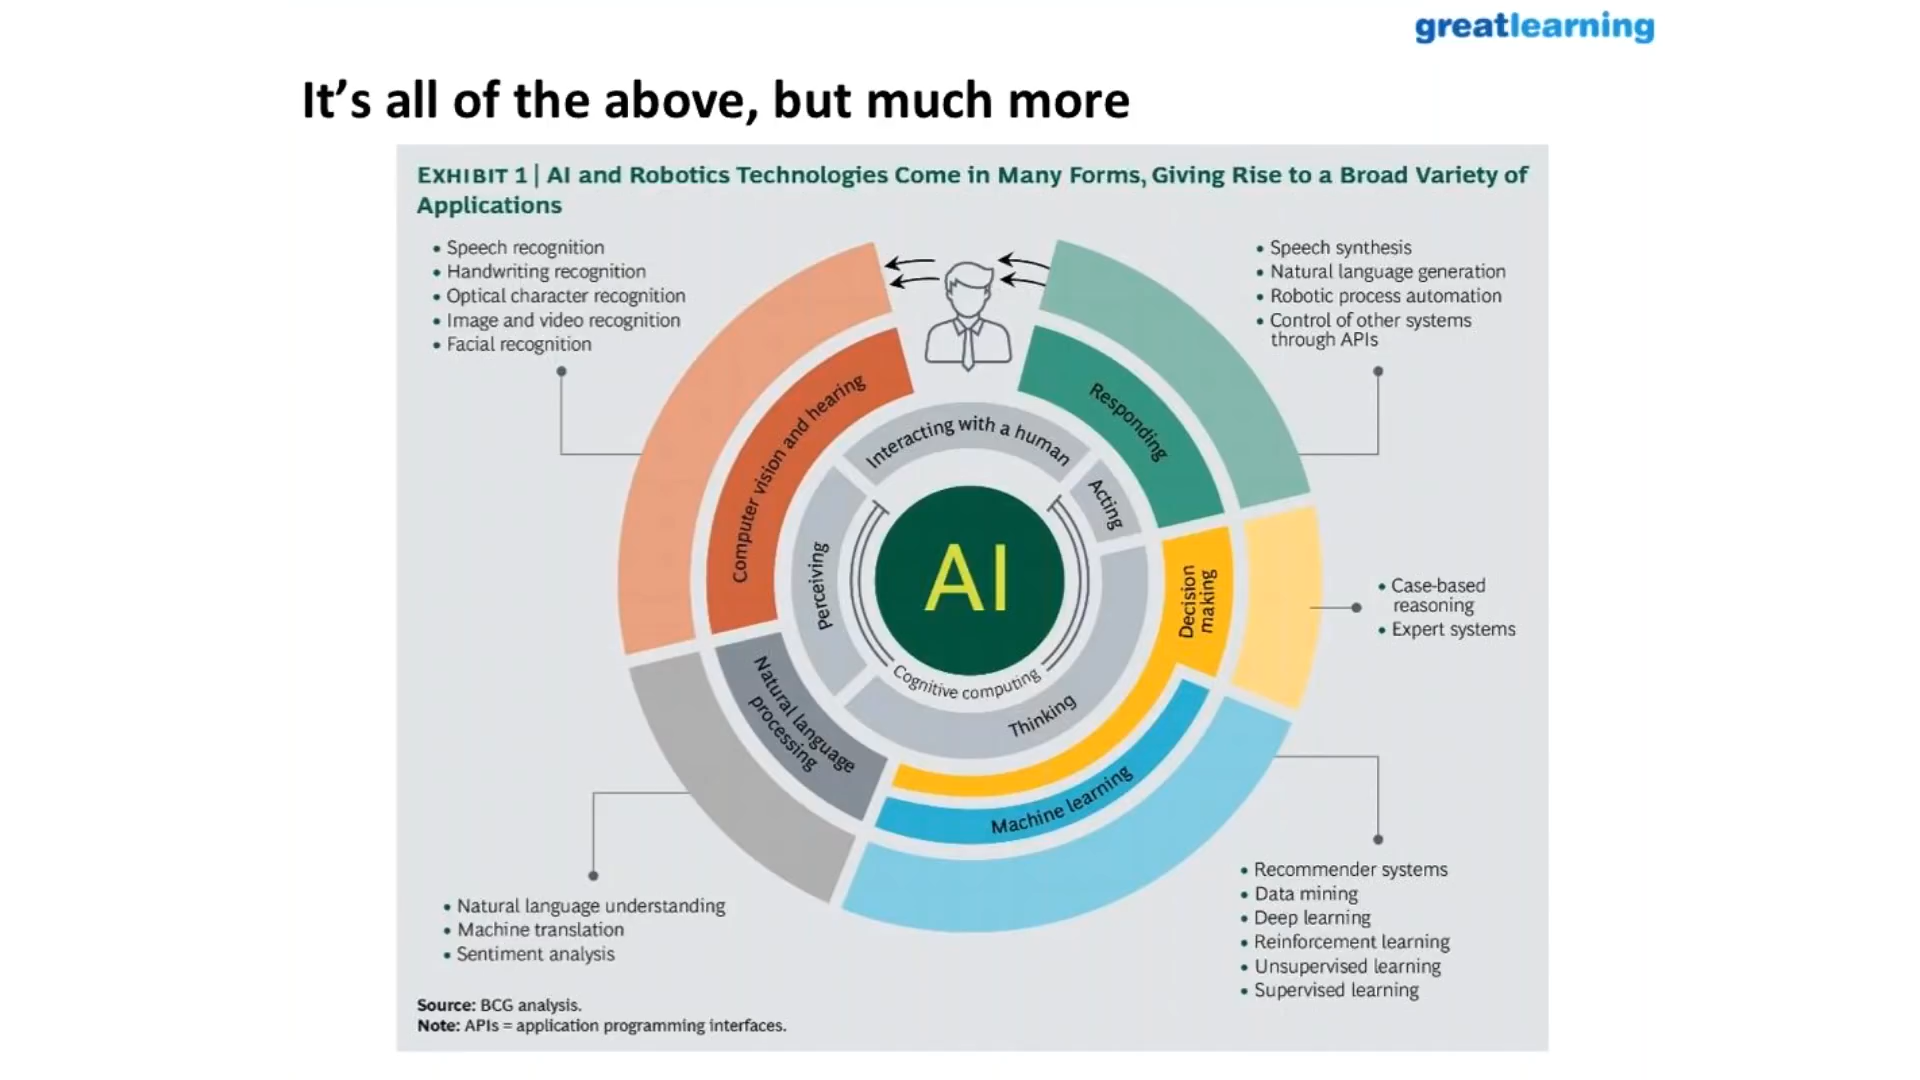 greatlearning
It's all of the above, but much more
EXHIBIT 1 | AI and Robotics Technologies Come in Many Forms, Giving Rise to a Broad Variety of
Applications
• Speech recognition
• Handwriting recognition
• Optical character recognition
• Image and video recognition
• Facial recognition
• Speech synthesis
• Natural language generation
• Robotic process automation
• Control of other systems
through APIs
Computer vision and hearing
Interacting with a human
Responding
Acting
Perceiving
AI
Cognitive computing
Thinking
Decision
making
• Case-based
reasoning
• Expert systems
Natural language
processing
Machine learning
• Natural language understanding
• Machine translation
• Sentiment analysis
• Recommender systems
• Data mining
• Deep learning
• Reinforcement learning
• Unsupervised learning
• Supervised learning
Source: BCG analysis.
Note: APIs = application programming interfaces.